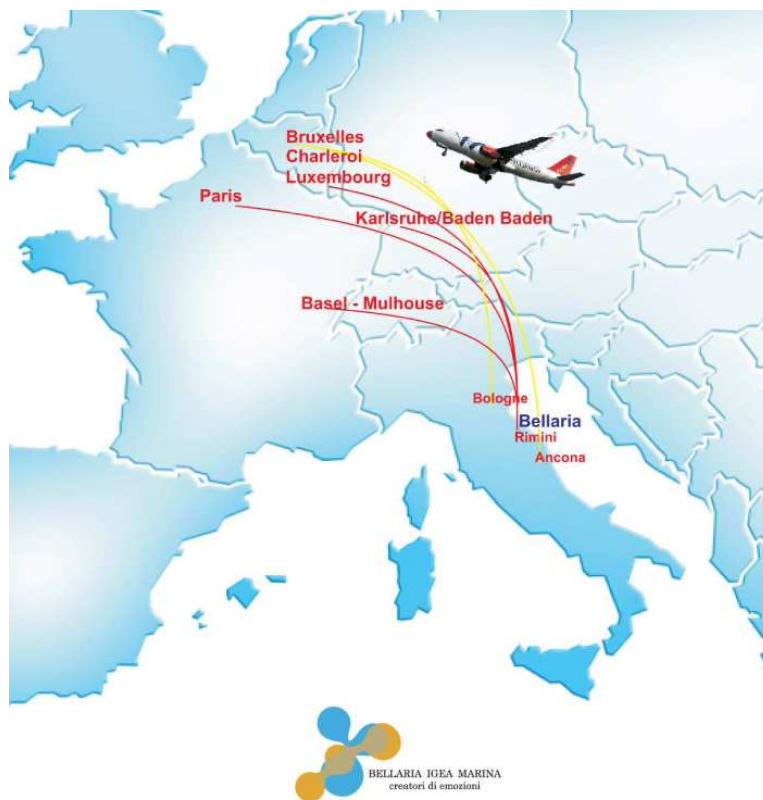 Bruxelles
Charleroi
Luxembourg
Paris
Karlsruhe/Baden Baden
Basel - Mulhouse
Bologne
Bellaria
Rimini
Ancona
BELLARIA IGEA MARINA
creatori di emozioni